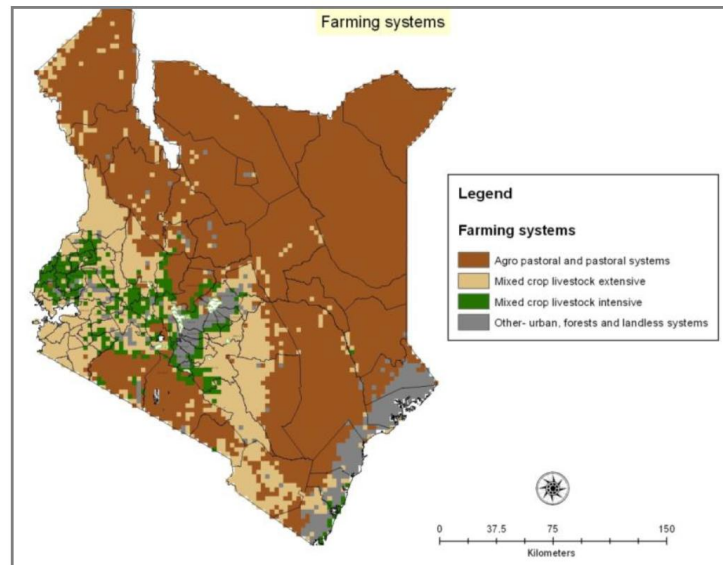 Farming systems
Legend
Farming systems
Agro pastoral and pastoral systems
Mixed crop livestock extensive
Mixed crop livestock intensive
Other- urban, forests and landless systems
0 37.5 75 150
Kilometers